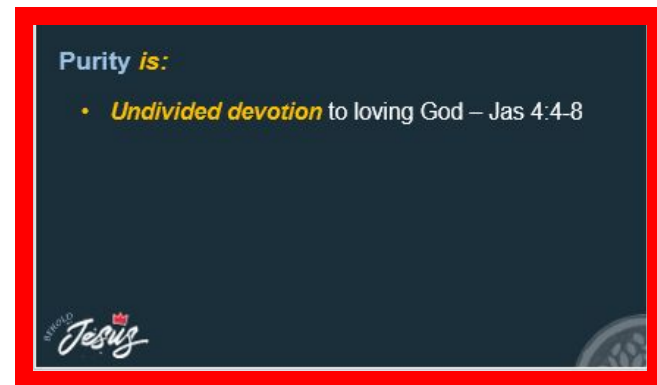 Purity is:
• Undivided devotion to loving God – Jas 4:4-8
BEHOLD
Jesus